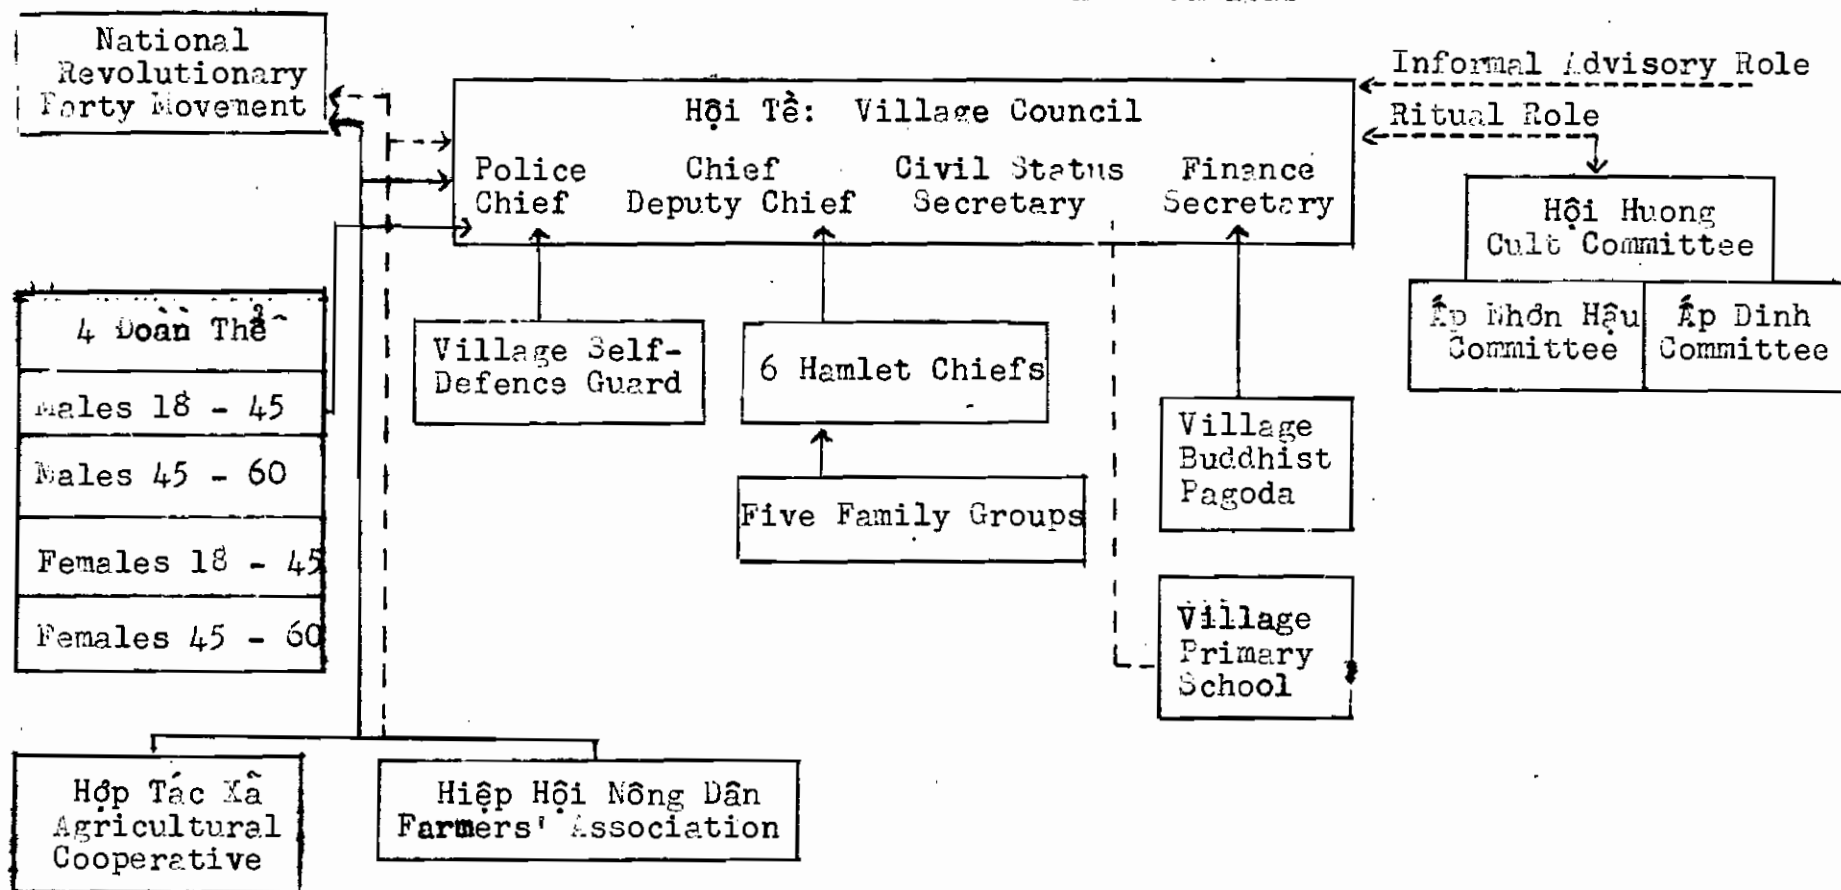 National
Revolutionary
Party Movement
Informal Advisory Role
Ritual Role
Hội Tề: Village Council
Police
Chief
Chief
Deputy Chief
Civil Status
Secretary
Finance
Secretary
Hội Huong
Cult Committee
Ấp Nhơn Hậu
Committee
Ấp Dinh
Committee
4 Đoàn Thể
Males 18 - 45
Males 45 - 60
Females 18 - 45
Females 45 - 60
Village Self-
Defence Guard
6 Hamlet Chiefs
Five Family Groups
Village
Buddhist
Pagoda
Village
Primary
School
Hợp Tác Xã
Agricultural
Cooperative
Hiệp Hội Nông Dân
Farmers' Association